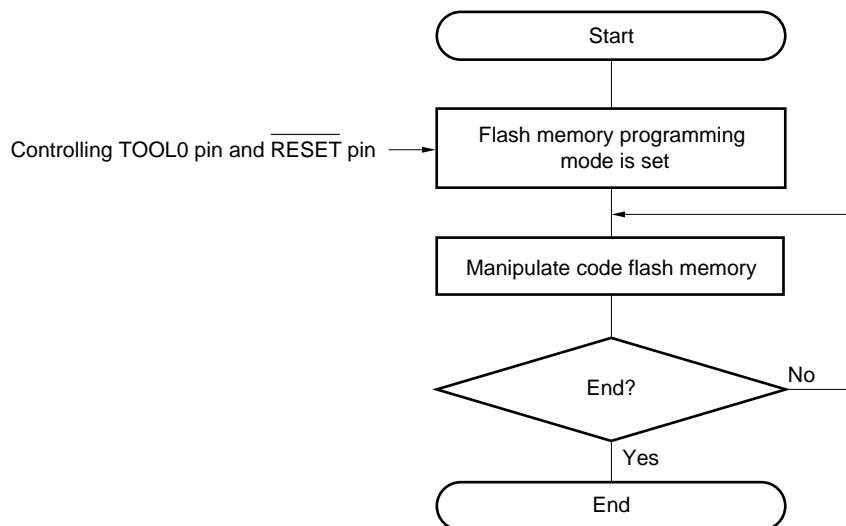 Start
Controlling TOOL0 pin and RESET pin
Flash memory programming
mode is set
Manipulate code flash memory
End?
No
Yes
End